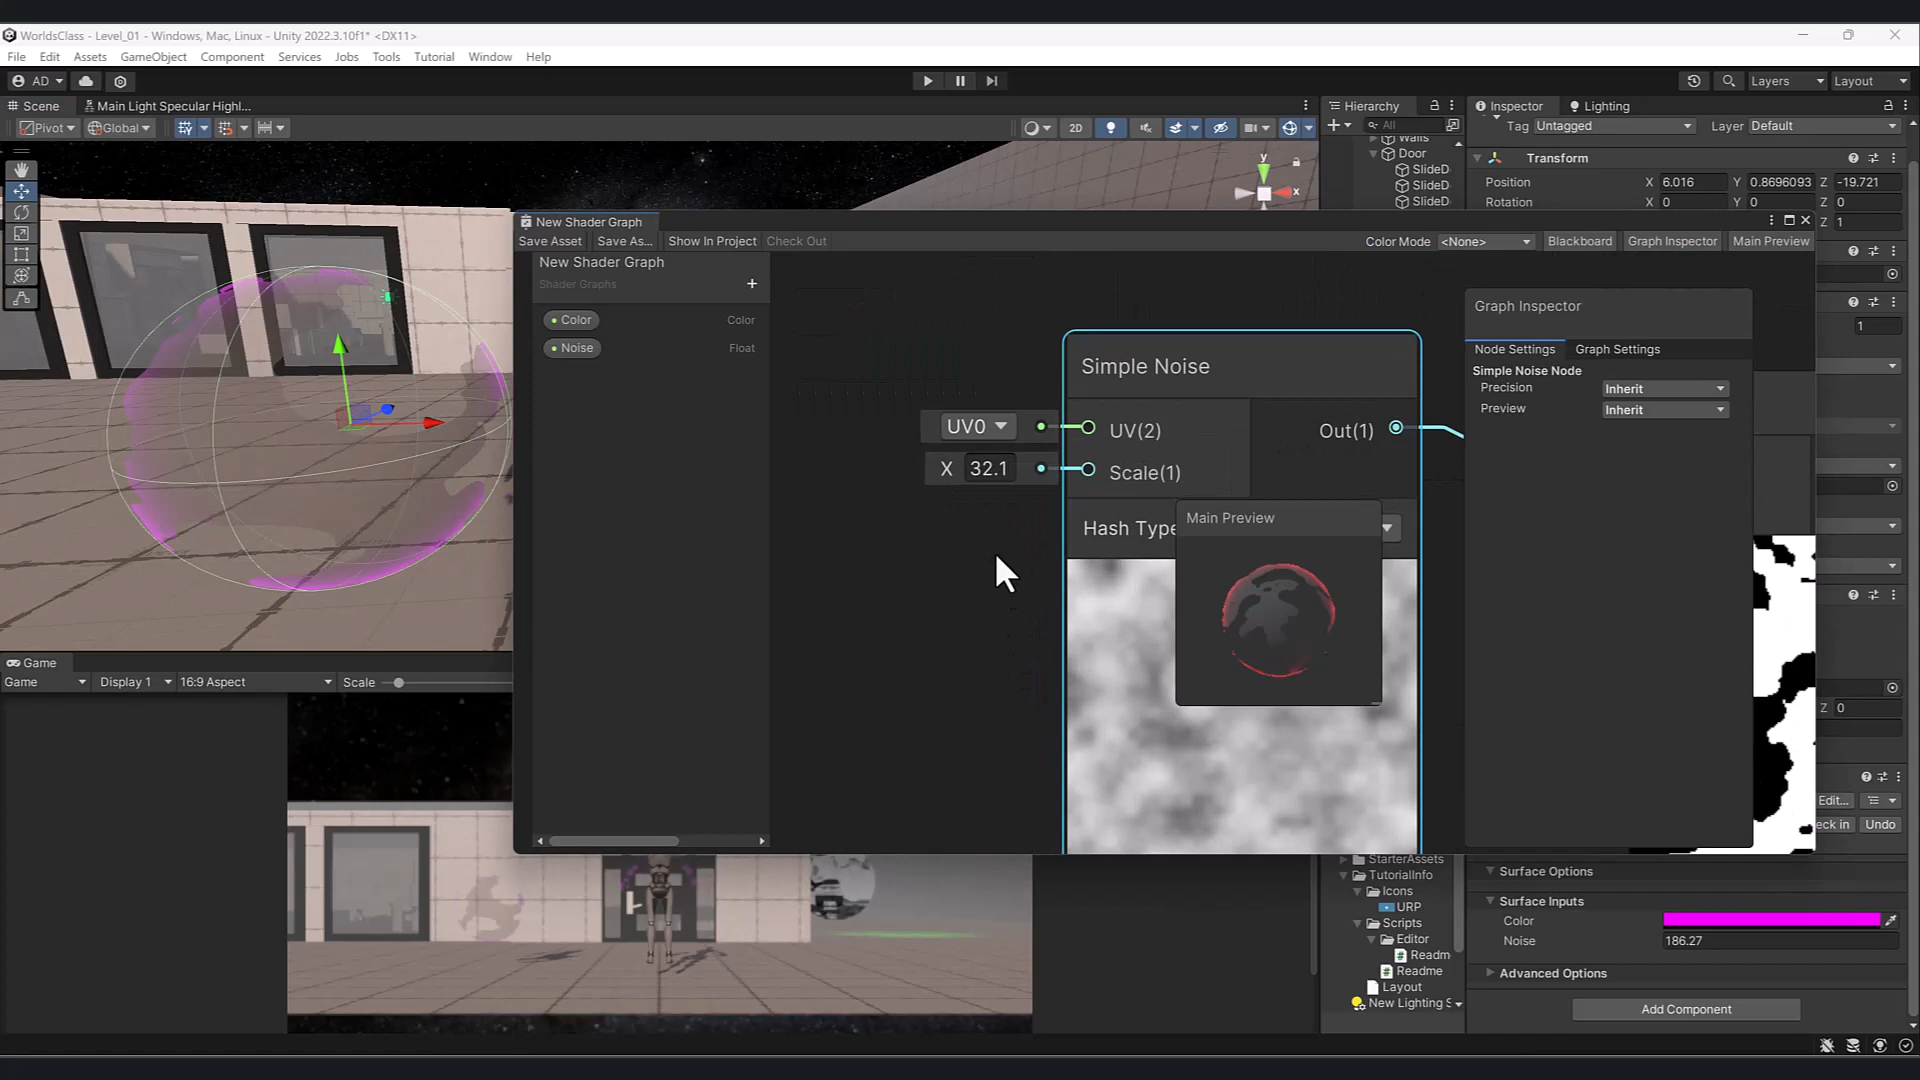 WorldsClass - Level_01 - Windows, Mac, Linux - Unity 2022.3.10f1* <DX11>
File Edit Assets GameObject Component Services Jobs Tools Tutorial Window Help
AD Layers Layout
Scene Main Light Specular Highl... Hierarchy Inspector Lighting
Pivot Global 2D All Tag Untagged Layer Default
Walls
Door
SlideD
SlideD
SlideD
Transform
Position X 6.016 Y 0.8696093 Z -19.721
Rotation X 0 Y 0 Z 0
Z 1
y
x
New Shader Graph
Save Asset Save As... Show In Project Check Out Color Mode <None> Blackboard Graph Inspector Main Preview
New Shader Graph
Shader Graphs
Color Color
Noise Float
Simple Noise
UV0 UV(2) Out(1)
X 32.1 Scale(1)
Hash Type
Main Preview
Graph Inspector
Node Settings Graph Settings
Simple Noise Node
Precision Inherit
Preview Inherit
1
Z 0
Edit...
eck in Undo
Game
Game Display 1 16:9 Aspect Scale
StarterAssets
TutorialInfo
Icons
URP
Scripts
Editor
Readm
Readme
Layout
New Lighting S
Surface Options
Surface Inputs
Color
Noise 186.27
Advanced Options
Add Component